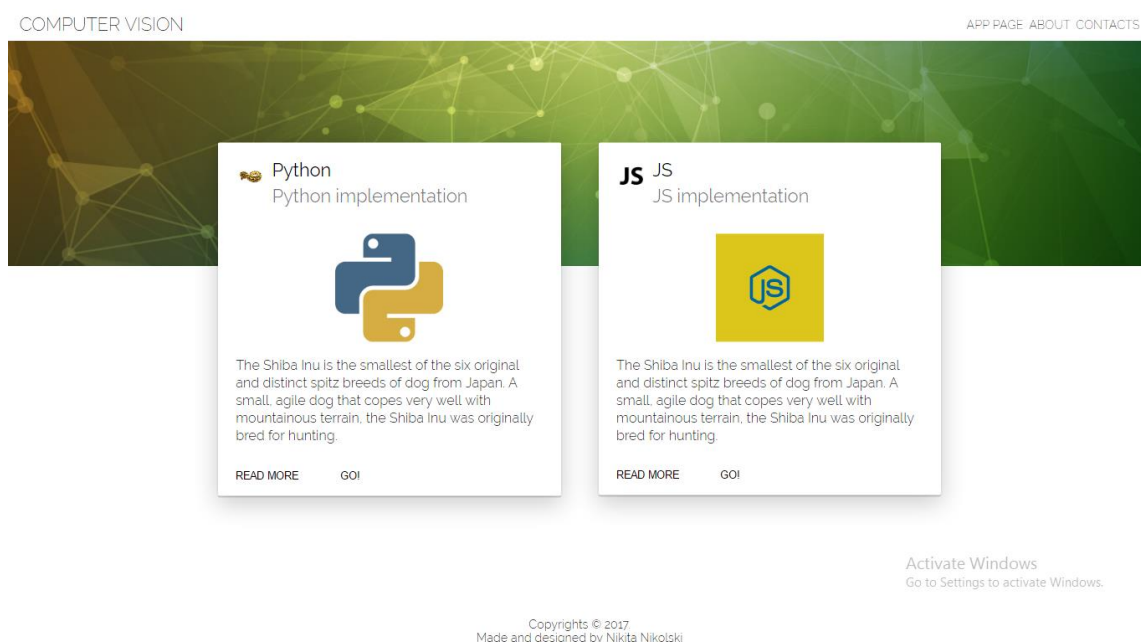 COMPUTER VISION
APP PAGE ABOUT CONTACTS
Python
Python implementation
The Shiba Inu is the smallest of the six original
and distinct spitz breeds of dog from Japan. A
small, agile dog that copes very well with
mountainous terrain, the Shiba Inu was originally
bred for hunting.
READ MORE GO!
JS JS
JS implementation
JS
The Shiba Inu is the smallest of the six original
and distinct spitz breeds of dog from Japan. A
small, agile dog that copes very well with
mountainous terrain, the Shiba Inu was originally
bred for hunting.
READ MORE GO!
Activate Windows
Go to Settings to activate Windows.
Copyrights © 2017
Made and designed by Nikita Nikolski